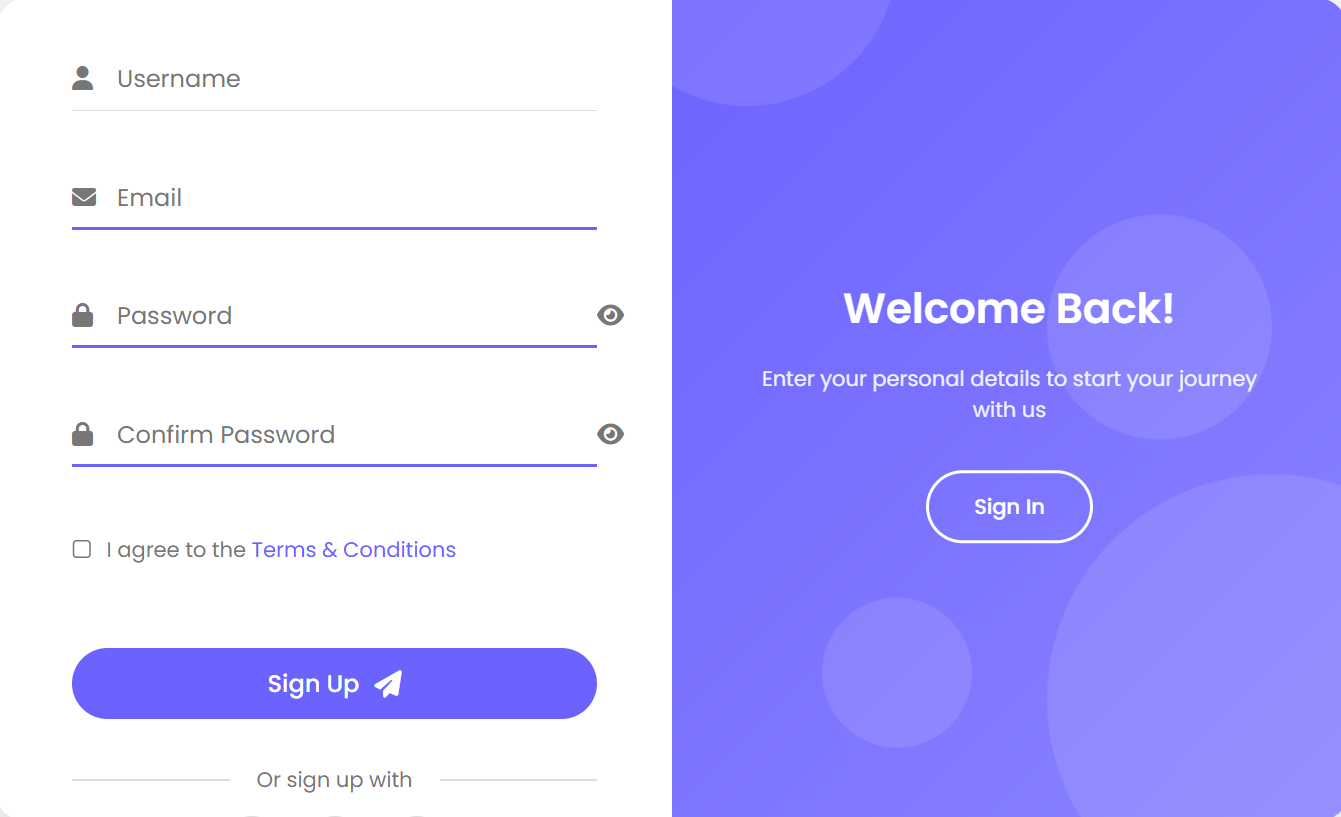 Username
Email
Password
Confirm Password
I agree to the Terms & Conditions
Sign Up
Or sign up with
Welcome Back!
Enter your personal details to start your journey
with us
Sign In